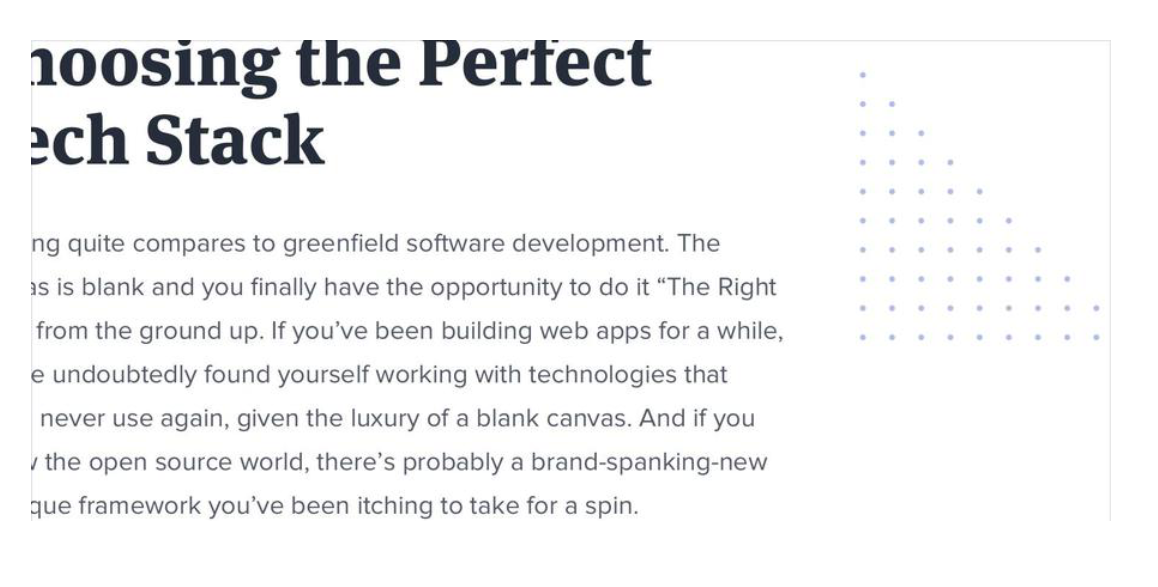 hoosing the Perfect
ech Stack
ng quite compares to greenfield software development. The
as is blank and you finally have the opportunity to do it “The Right
from the ground up. If you’ve been building web apps for a while,
e undoubtedly found yourself working with technologies that
never use again, given the luxury of a blank canvas. And if you
w the open source world, there’s probably a brand-spanking-new
que framework you’ve been itching to take for a spin.